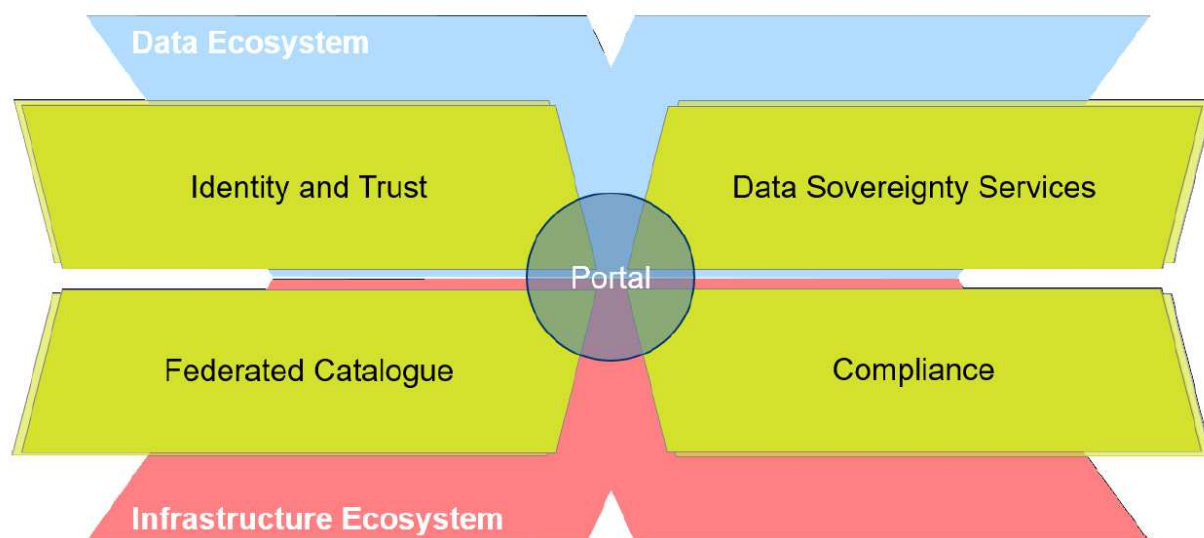 Data Ecosystem
Identity and Trust
Data Sovereignty Services
Portal
Federated Catalogue
Compliance
Infrastructure Ecosystem